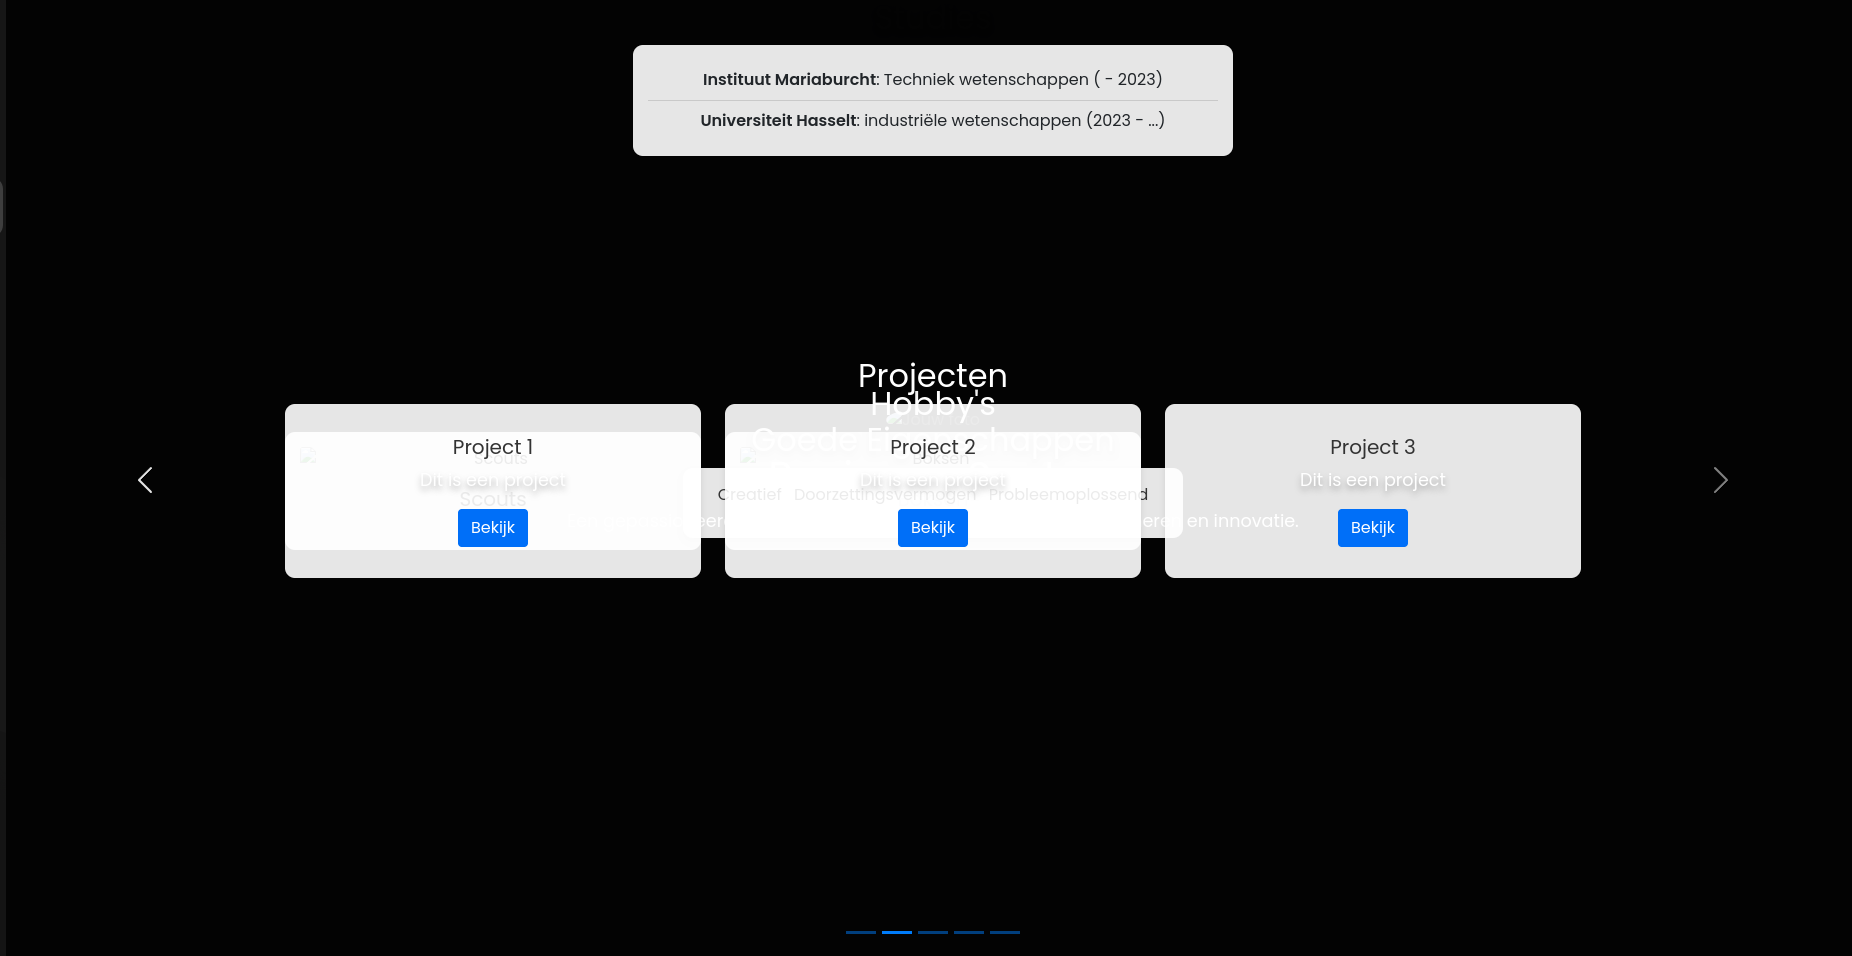 Instituut Mariaburcht: Techniek wetenschappen ( - 2023)
Universiteit Hasselt: industriële wetenschappen (2023 - ...)
Projecten
Hobby's
Goede Eigenschappen
Project 1
Project 2
Project 3
Scouts
Boksen
Dit is een project
Dit is een project
Dit is een project
Creatief Doorzettingsvermogen Probleemoplossend
Scouts
en innovatie.
Bekijk
Bekijk
Bekijk